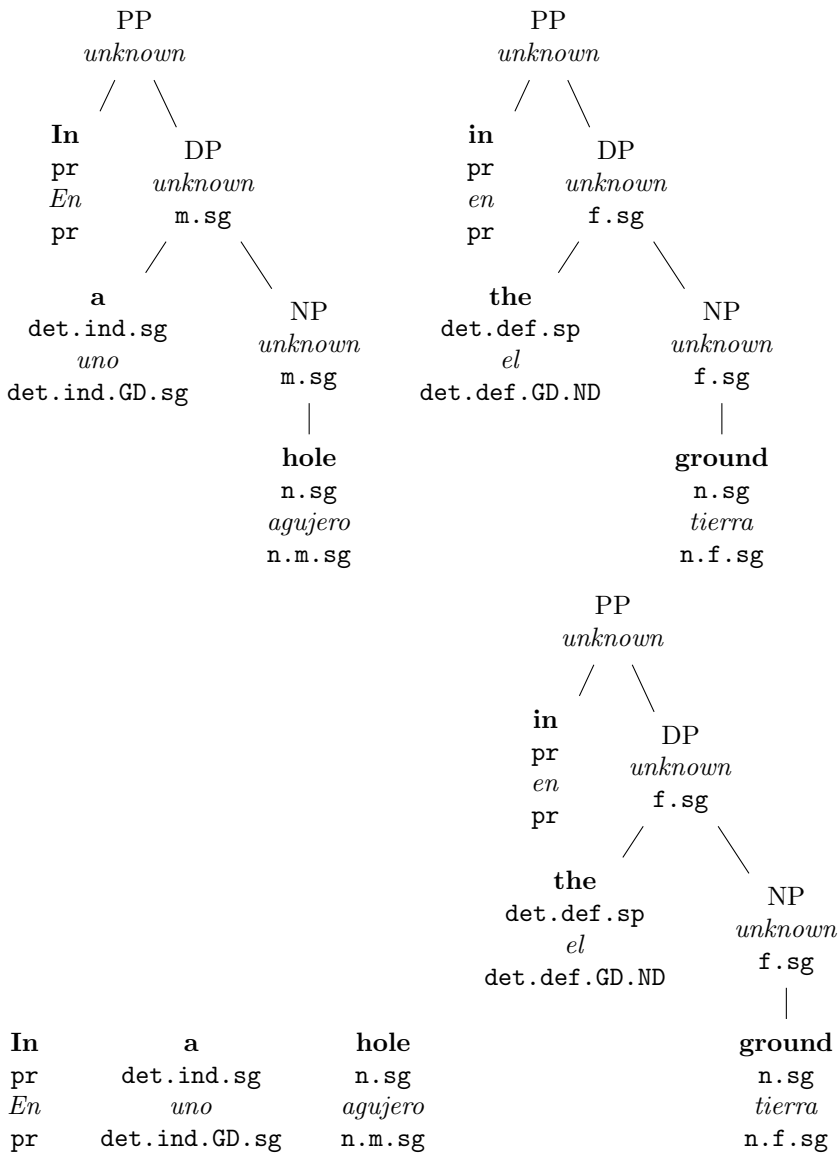 PP PP
unknown unknown
In in
pr DP pr DP
En unknown en unknown
pr m.sg pr f.sg
a the
det.ind.sg NP det.def.sp NP
uno unknown el unknown
det.ind.GD.sg m.sg det.def.GD.ND f.sg
hole ground
n.sg n.sg
agujero tierra
n.m.sg n.f.sg
PP
unknown
in
pr DP
en unknown
pr f.sg
the
det.def.sp NP
el unknown
det.def.GD.ND f.sg
In a hole ground
pr det.ind.sg n.sg n.sg
En uno agujero tierra
pr det.ind.GD.sg n.m.sg n.f.sg